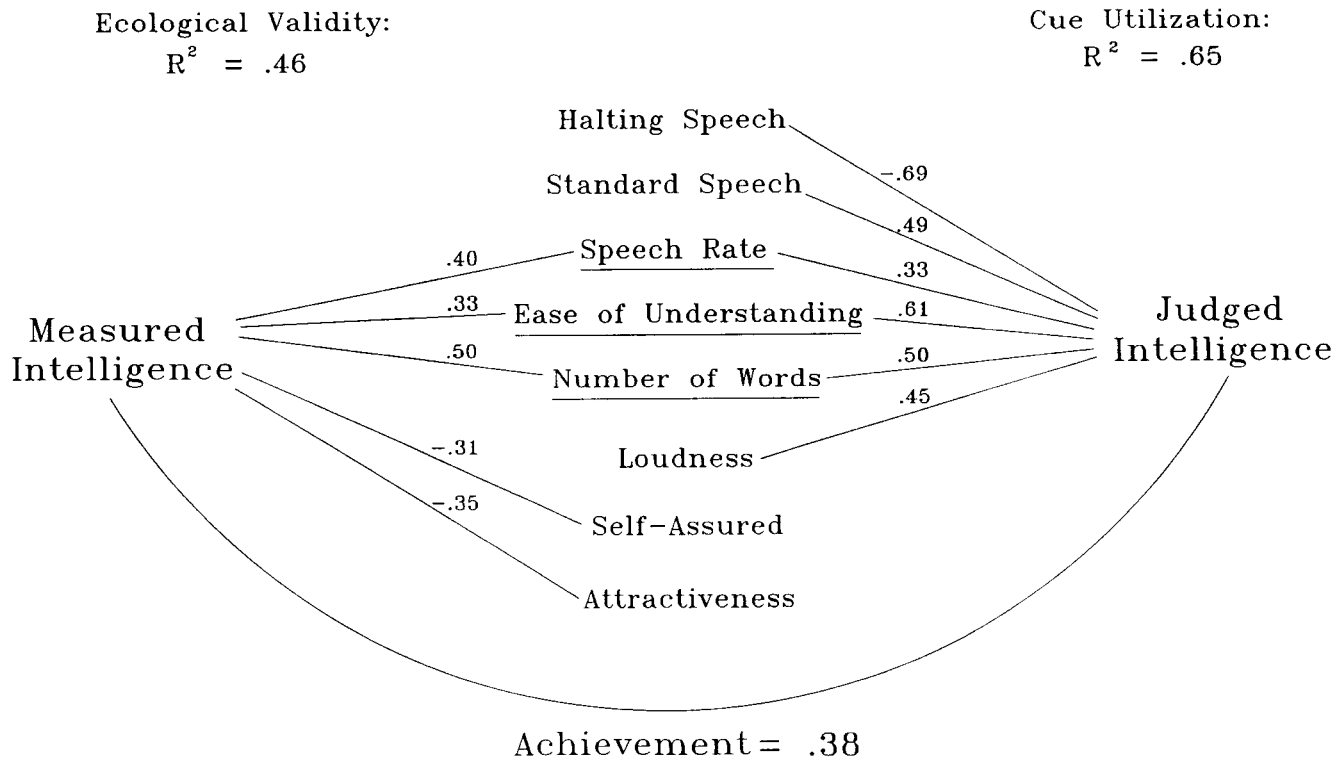 Ecological Validity:
R² = .46
Cue Utilization:
R² = .65
Halting Speech
-.69
Standard Speech
.49
.40
Speech Rate
.33
.33
Ease of Understanding
.61
Measured
Intelligence
Judged
Intelligence
.50
Number of Words
.50
.45
-.31
Loudness
-.35
Self-Assured
Attractiveness
Achievement = .38